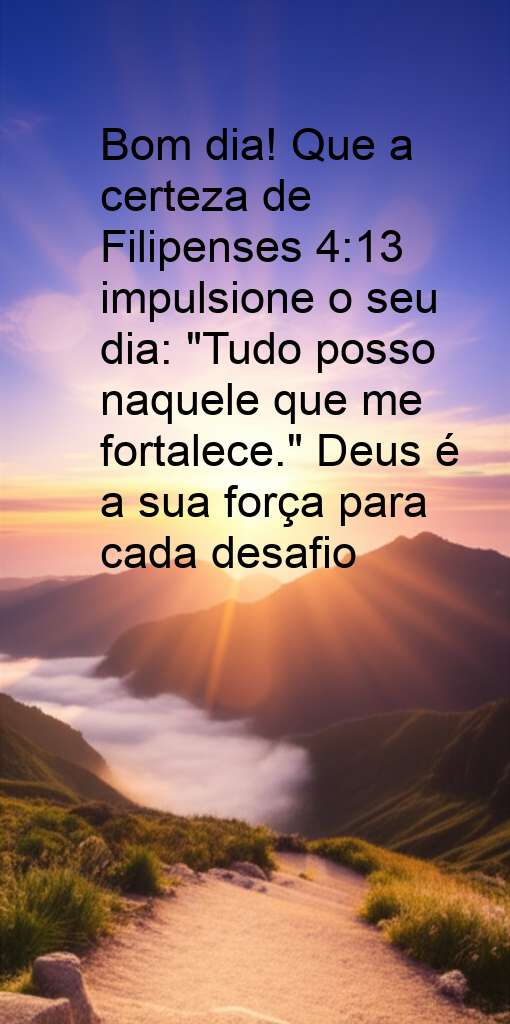 Bom dia! Que a
certeza de
Filipenses 4:13
impulsione o seu
dia: "Tudo posso
naquele que me
fortalece." Deus é
a sua força para
cada desafio